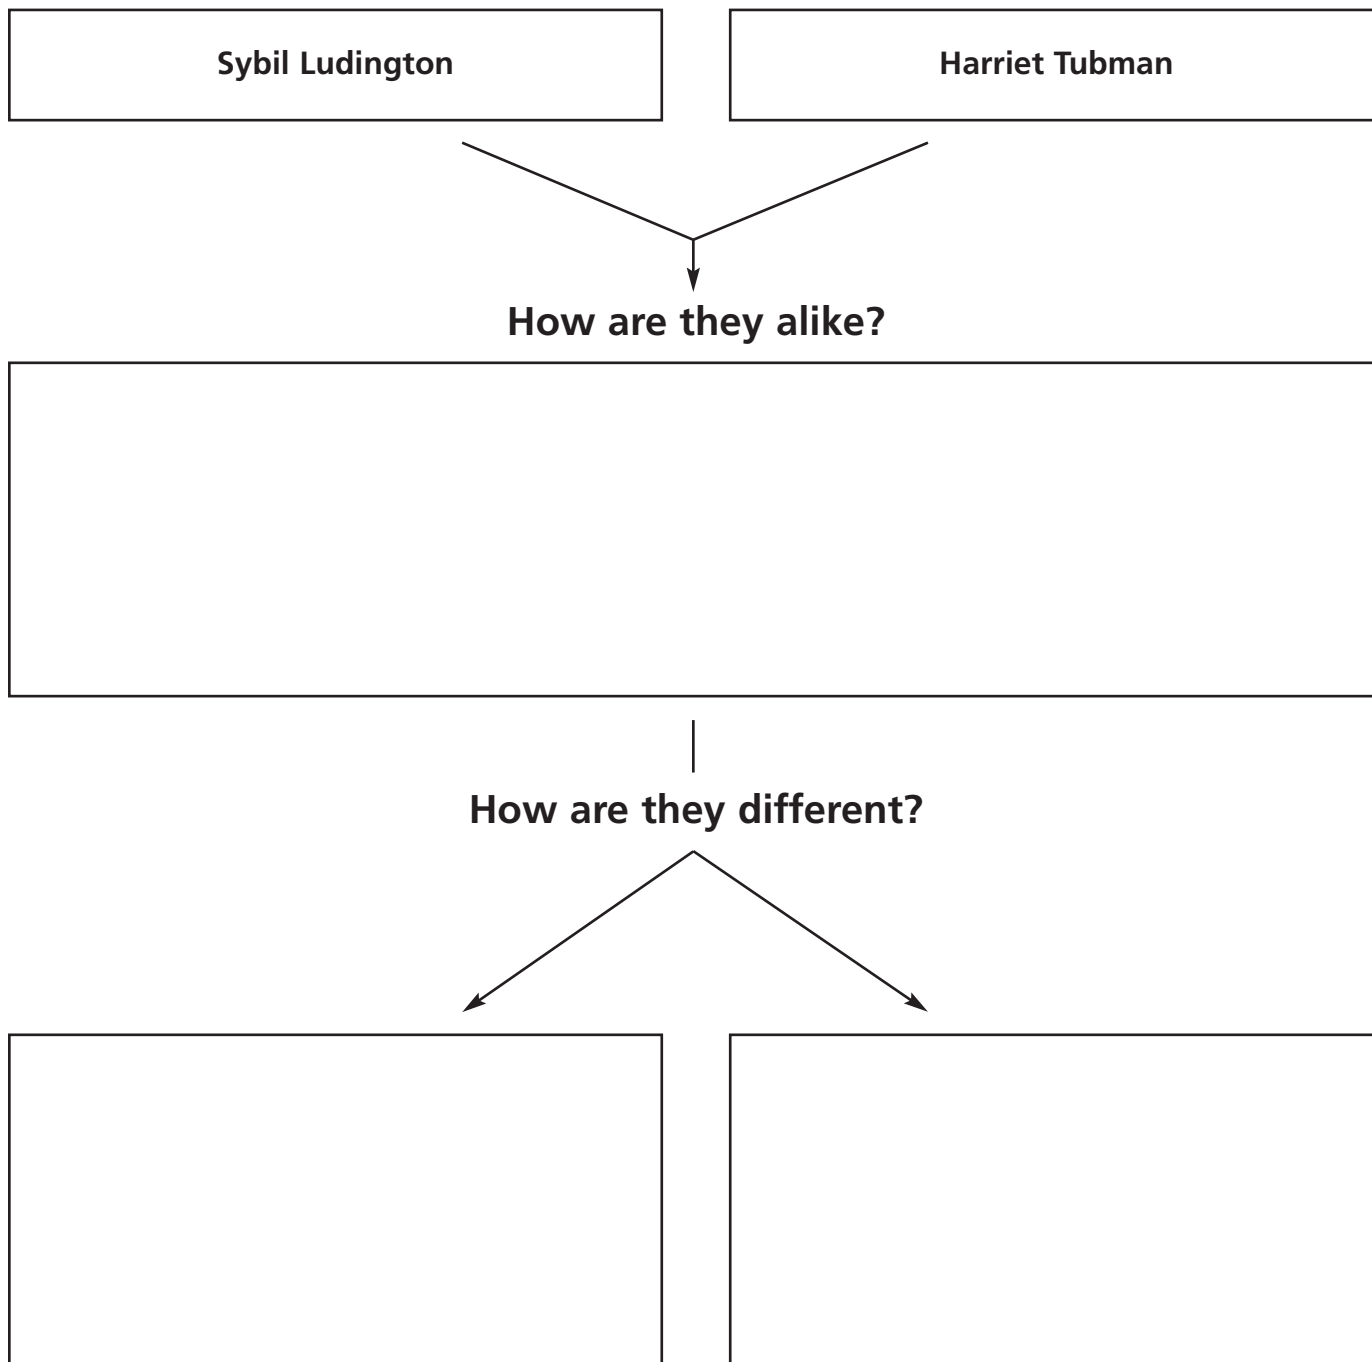 Sybil Ludington
Harriet Tubman
How are they alike?
How are they different?